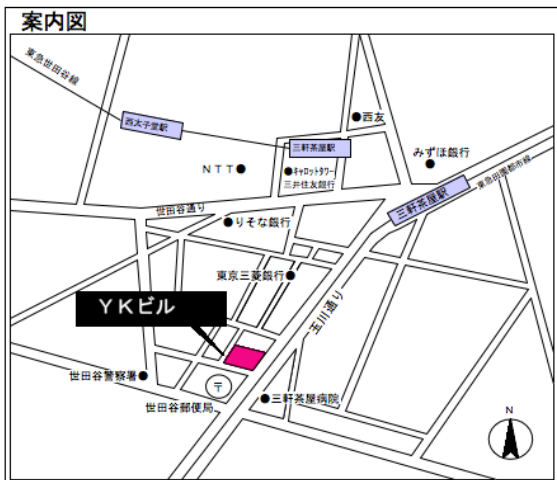 案内図
東急世田谷線
西太子堂駅
●西友
三軒茶屋駅
みずほ銀行
●
NTT●
●キャロットタワー
三井住友銀行
三軒茶屋駅
東急田園都市線
世田谷通り
●りそな銀行
東京三菱銀行●
玉川通り
YKビル
世田谷警察署●
〒
世田谷郵便局
●三軒茶屋病院
N